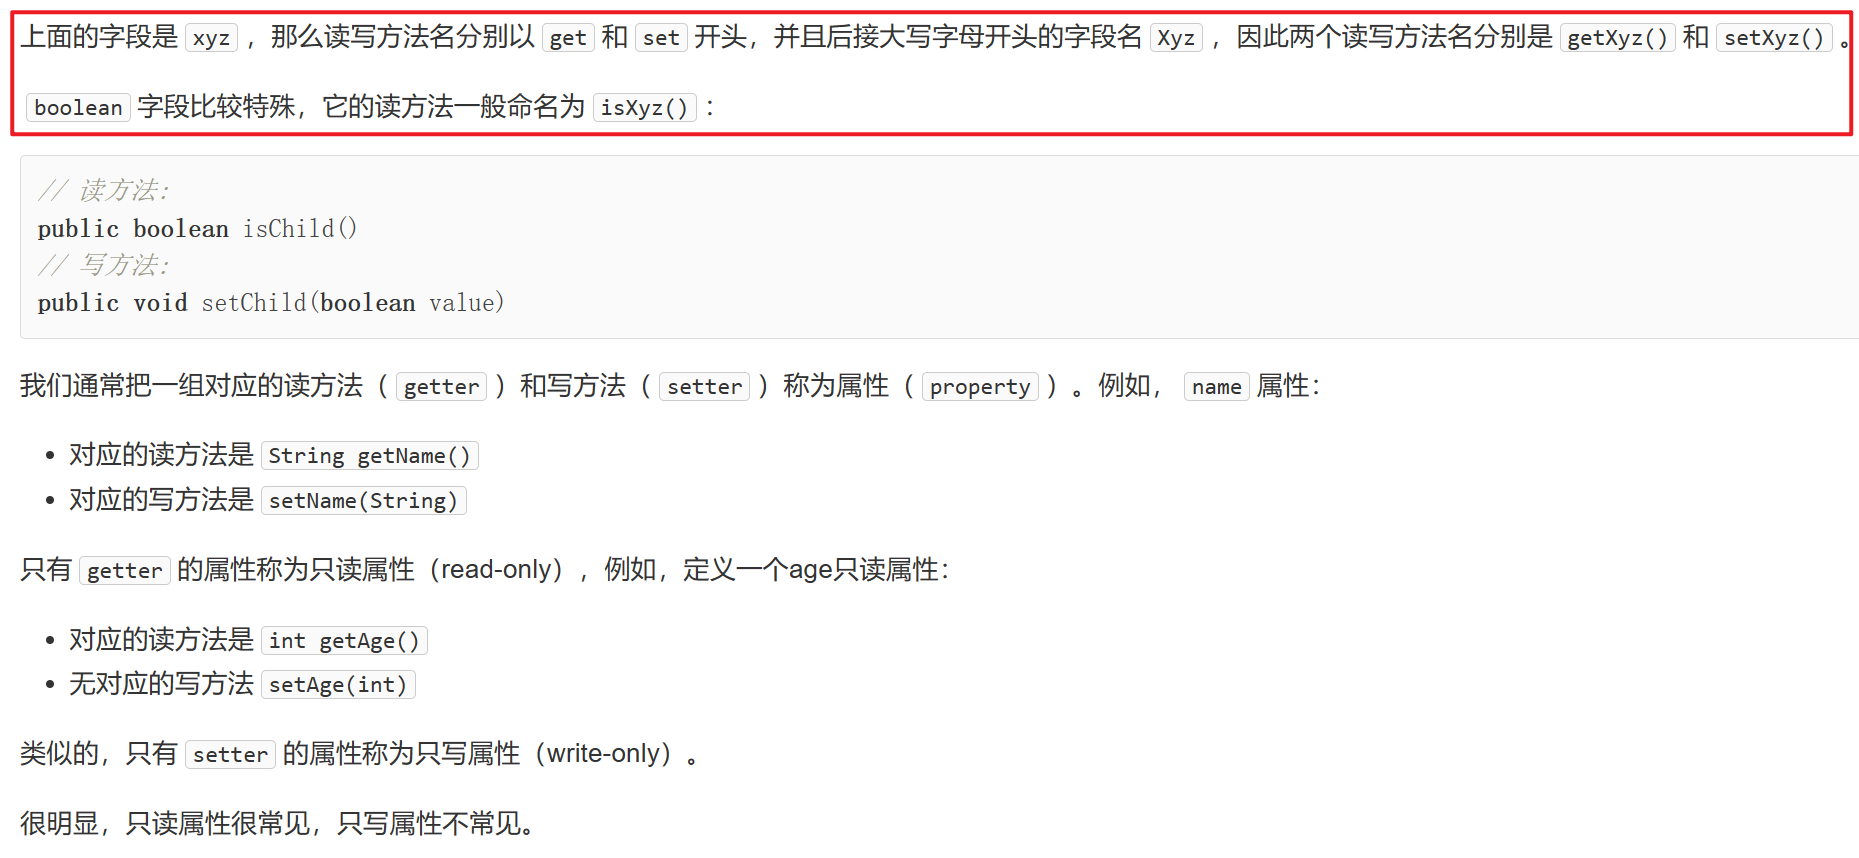 上面的字段是 xyz ，那么读写方法名分别以 get 和 set 开头，并且后接大写字母开头的字段名 Xyz ，因此两个读写方法名分别是 getXyz() 和 setXyz() 。
boolean 字段比较特殊，它的读方法一般命名为 isXyz() ：
// 读方法:
public boolean isChild()
// 写方法:
public void setChild(boolean value)
我们通常把一组对应的读方法（ getter ）和写方法（ setter ）称为属性（ property ）。例如， name 属性：
• 对应的读方法是 String getName()
• 对应的写方法是 setName(String)
只有 getter 的属性称为只读属性（read-only），例如，定义一个age只读属性：
• 对应的读方法是 int getAge()
• 无对应的写方法 setAge(int)
类似的，只有 setter 的属性称为只写属性（write-only）。
很明显，只读属性很常见，只写属性不常见。